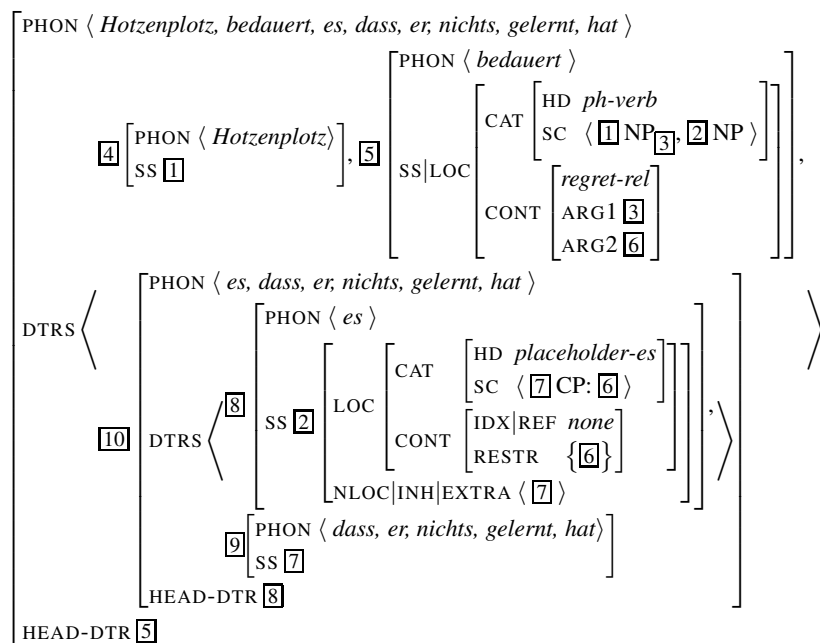 PHON ⟨ Hotzenplotz, bedauert, es, dass, er, nichts, gelernt, hat ⟩
PHON ⟨ bedauert ⟩
HD ph-verb
CAT
4 PHON ⟨ Hotzenplotz⟩ , 5
SC ⟨ 1 NP3, 2 NP ⟩
SS 1
SS|LOC
,
regret-rel
CONT ARG1 3
ARG2 6
PHON ⟨ es, dass, er, nichts, gelernt, hat ⟩
PHON ⟨ es ⟩
DTRS
HD placeholder-es
CAT
SC ⟨ 7 CP: 6 ⟩
8
LOC
SS 2
,
IDX|REF none
10 DTRS
CONT
RESTR {6}
NLOC|INH|EXTRA ⟨ 7 ⟩
9 PHON ⟨ dass, er, nichts, gelernt, hat⟩
SS 7
HEAD-DTR 8
HEAD-DTR 5